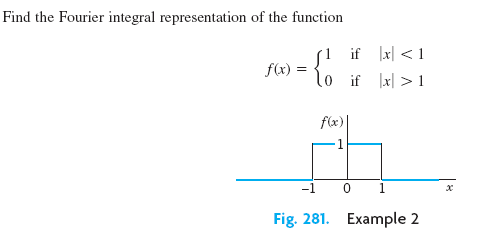 Find the Fourier integral representation of the function
f(x) = {1 if |x| < 1
0 if |x| > 1
f(x)
1
–1 0 1 x
Fig. 281. Example 2